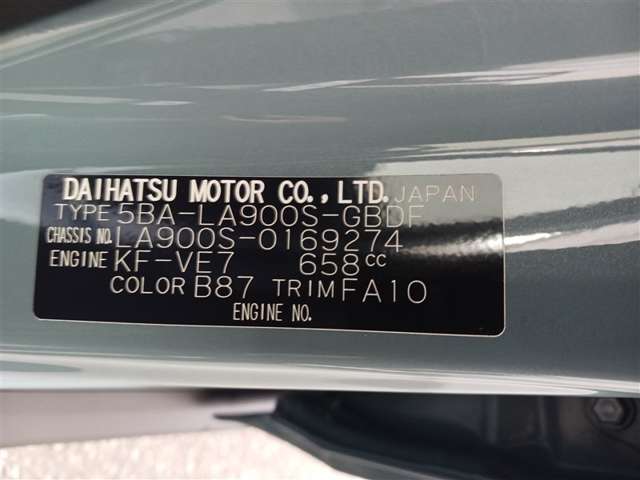 DAIHATSU MOTOR CO., LTD. JAPAN
TYPE 5BA-LA900S-GBDF
CHASSIS NO. LA900S-0169274
ENGINE KF-VE7 658cc
COLOR B87 TRIM FA10
ENGINE NO.